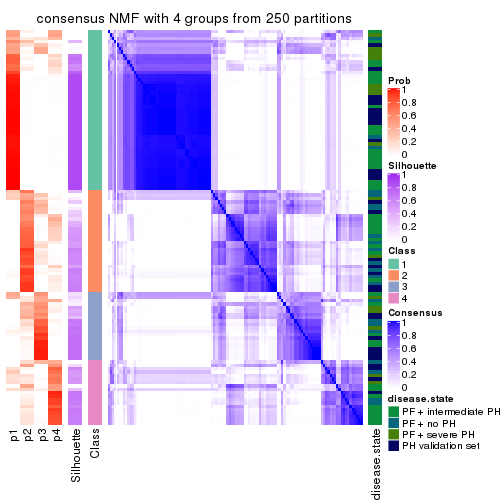 consensus NMF with 4 groups from 250 partitions
Prob
1
0.8
0.6
0.4
0.2
0
Silhouette
1
0.8
0.6
0.4
0.2
0
Class
1
2
3
4
Consensus
1
0.8
0.6
0.4
0.2
0
disease.state
PF + intermediate PH
PF + no PH
PF + severe PH
PH validation set
p1
p2
p3
p4
Silhouette
Class
disease.state